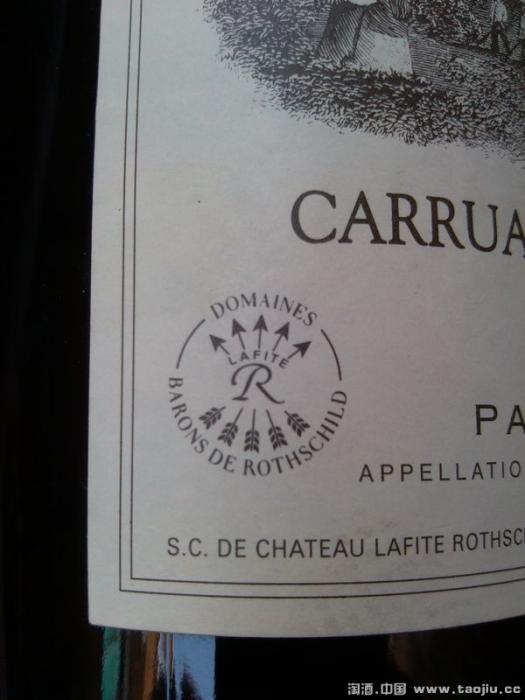 CARRUA
DOMAINES
LAFITE
R
BARONS DE ROTHSCHILD
PA
APPELLATIO
S.C. DE CHATEAU LAFITE ROTHSC
淘酒.中国 www.taojiu.cc